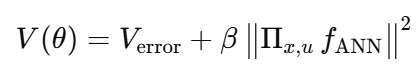 V(θ) = V_error + β ‖Π_{x,u} f_ANN‖²